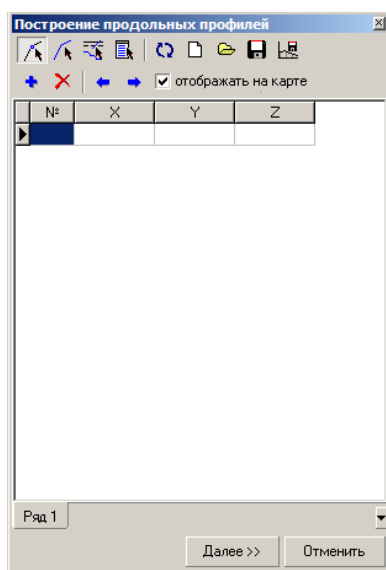 Построение продольных профилей
отображать на карте
№ X Y Z
Ряд 1
Далее >> Отменить